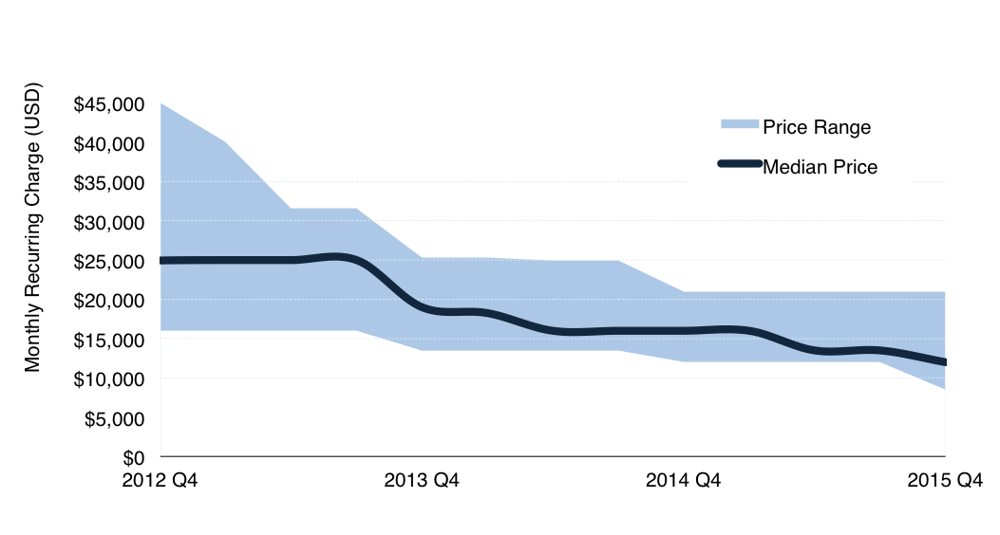 Monthly Recurring Charge (USD)
$45,000
$40,000
$35,000
$30,000
$25,000
$20,000
$15,000
$10,000
$5,000
$0
Price Range
Median Price
2012 Q4
2013 Q4
2014 Q4
2015 Q4